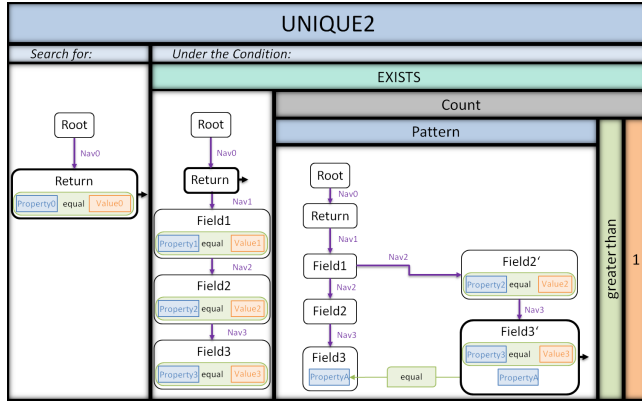 UNIQUE2
Search for:
Under the Condition:
EXISTS
Count
Pattern
greater than
1
Root
Nav0
Return
Property0 equal Value0
Root
Nav0
Return
Nav1
Field1
Property1 equal Value1
Nav2
Field2
Property2 equal Value2
Nav3
Field3
Property3 equal Value3
Root
Nav0
Return
Nav1
Field1
Nav2
Nav2
Field2
Nav3
Field3
PropertyA
equal
Field2‘
Property2 equal Value2
Nav3
Field3‘
Property3 equal Value3
PropertyA